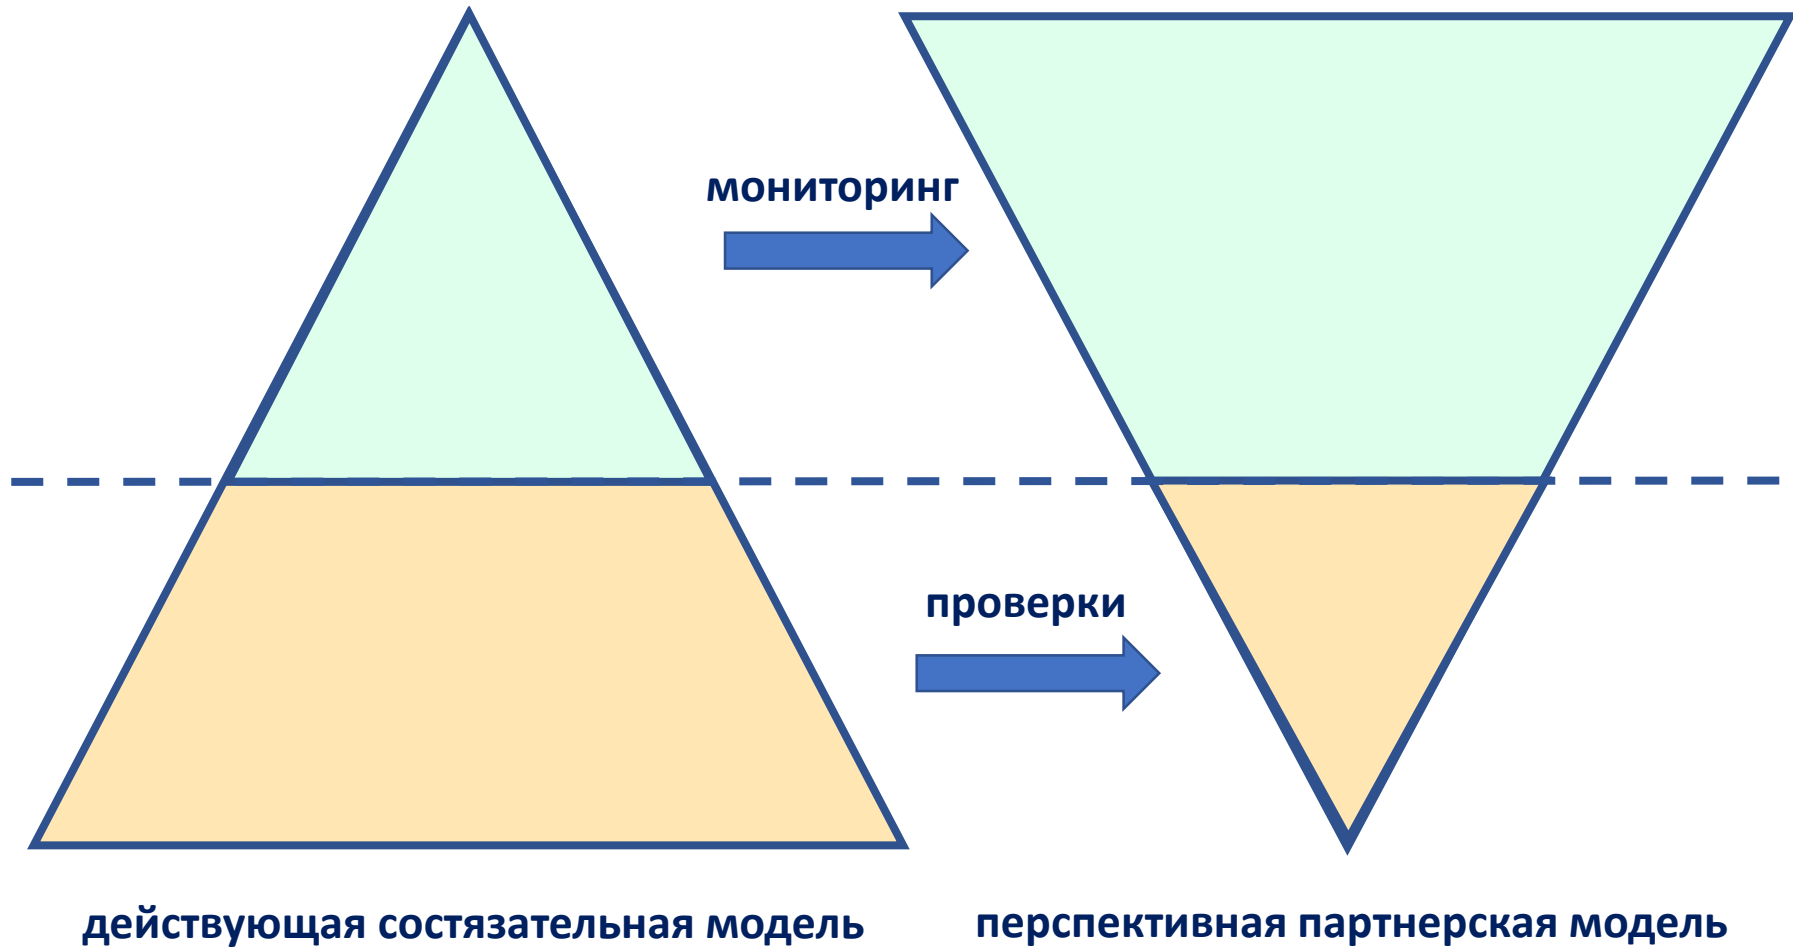 мониторинг
проверки
действующая состязательная модель
перспективная партнерская модель